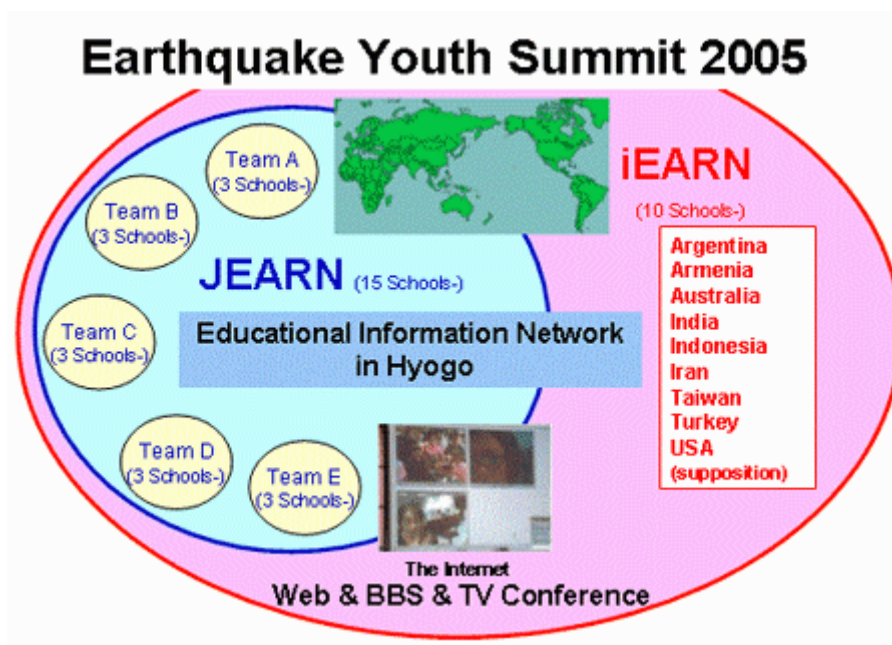 Earthquake Youth Summit 2005
Team A
(3 Schools-)
Team B
(3 Schools-)
iEARN
(10 Schools-)
JEARN (15 Schools-)
Argentina
Armenia
Australia
India
Indonesia
Iran
Taiwan
Turkey
USA
(supposition)
Educational Information Network
in Hyogo
Team C
(3 Schools-)
Team D
(3 Schools-)
Team E
(3 Schools-)
The Internet
Web & BBS & TV Conference